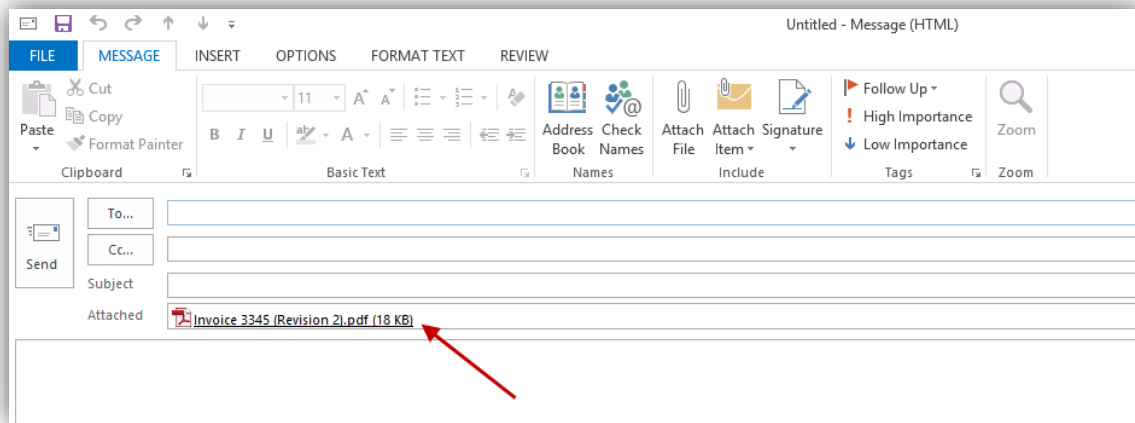 Untitled - Message (HTML)
FILE MESSAGE INSERT OPTIONS FORMAT TEXT REVIEW
Paste
Cut
Copy
Format Painter
Clipboard
11 A A
B I U ab A
Basic Text
Address Book
Check Names
Names
Attach File
Attach Item
Signature
Include
Follow Up
High Importance
Low Importance
Tags
Zoom
Zoom
Send
To...
Cc...
Subject
Attached Invoice 3345 (Revision 2).pdf (18 KB)